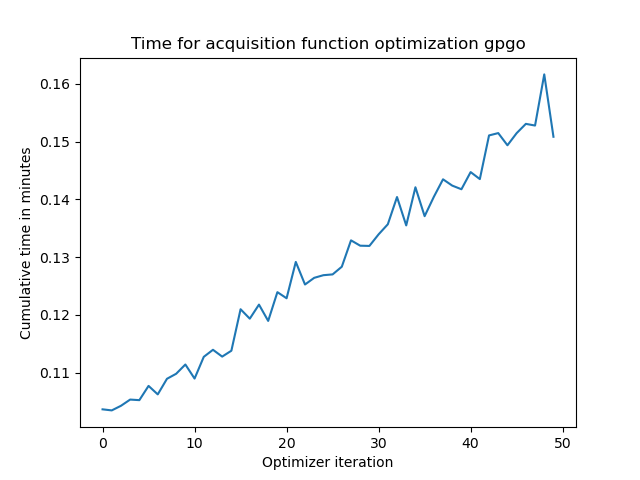 Time for acquisition function optimization gpgo
0.16
0.15
0.14
0.13
0.12
0.11
Cumulative time in minutes
0 10 20 30 40 50
Optimizer iteration